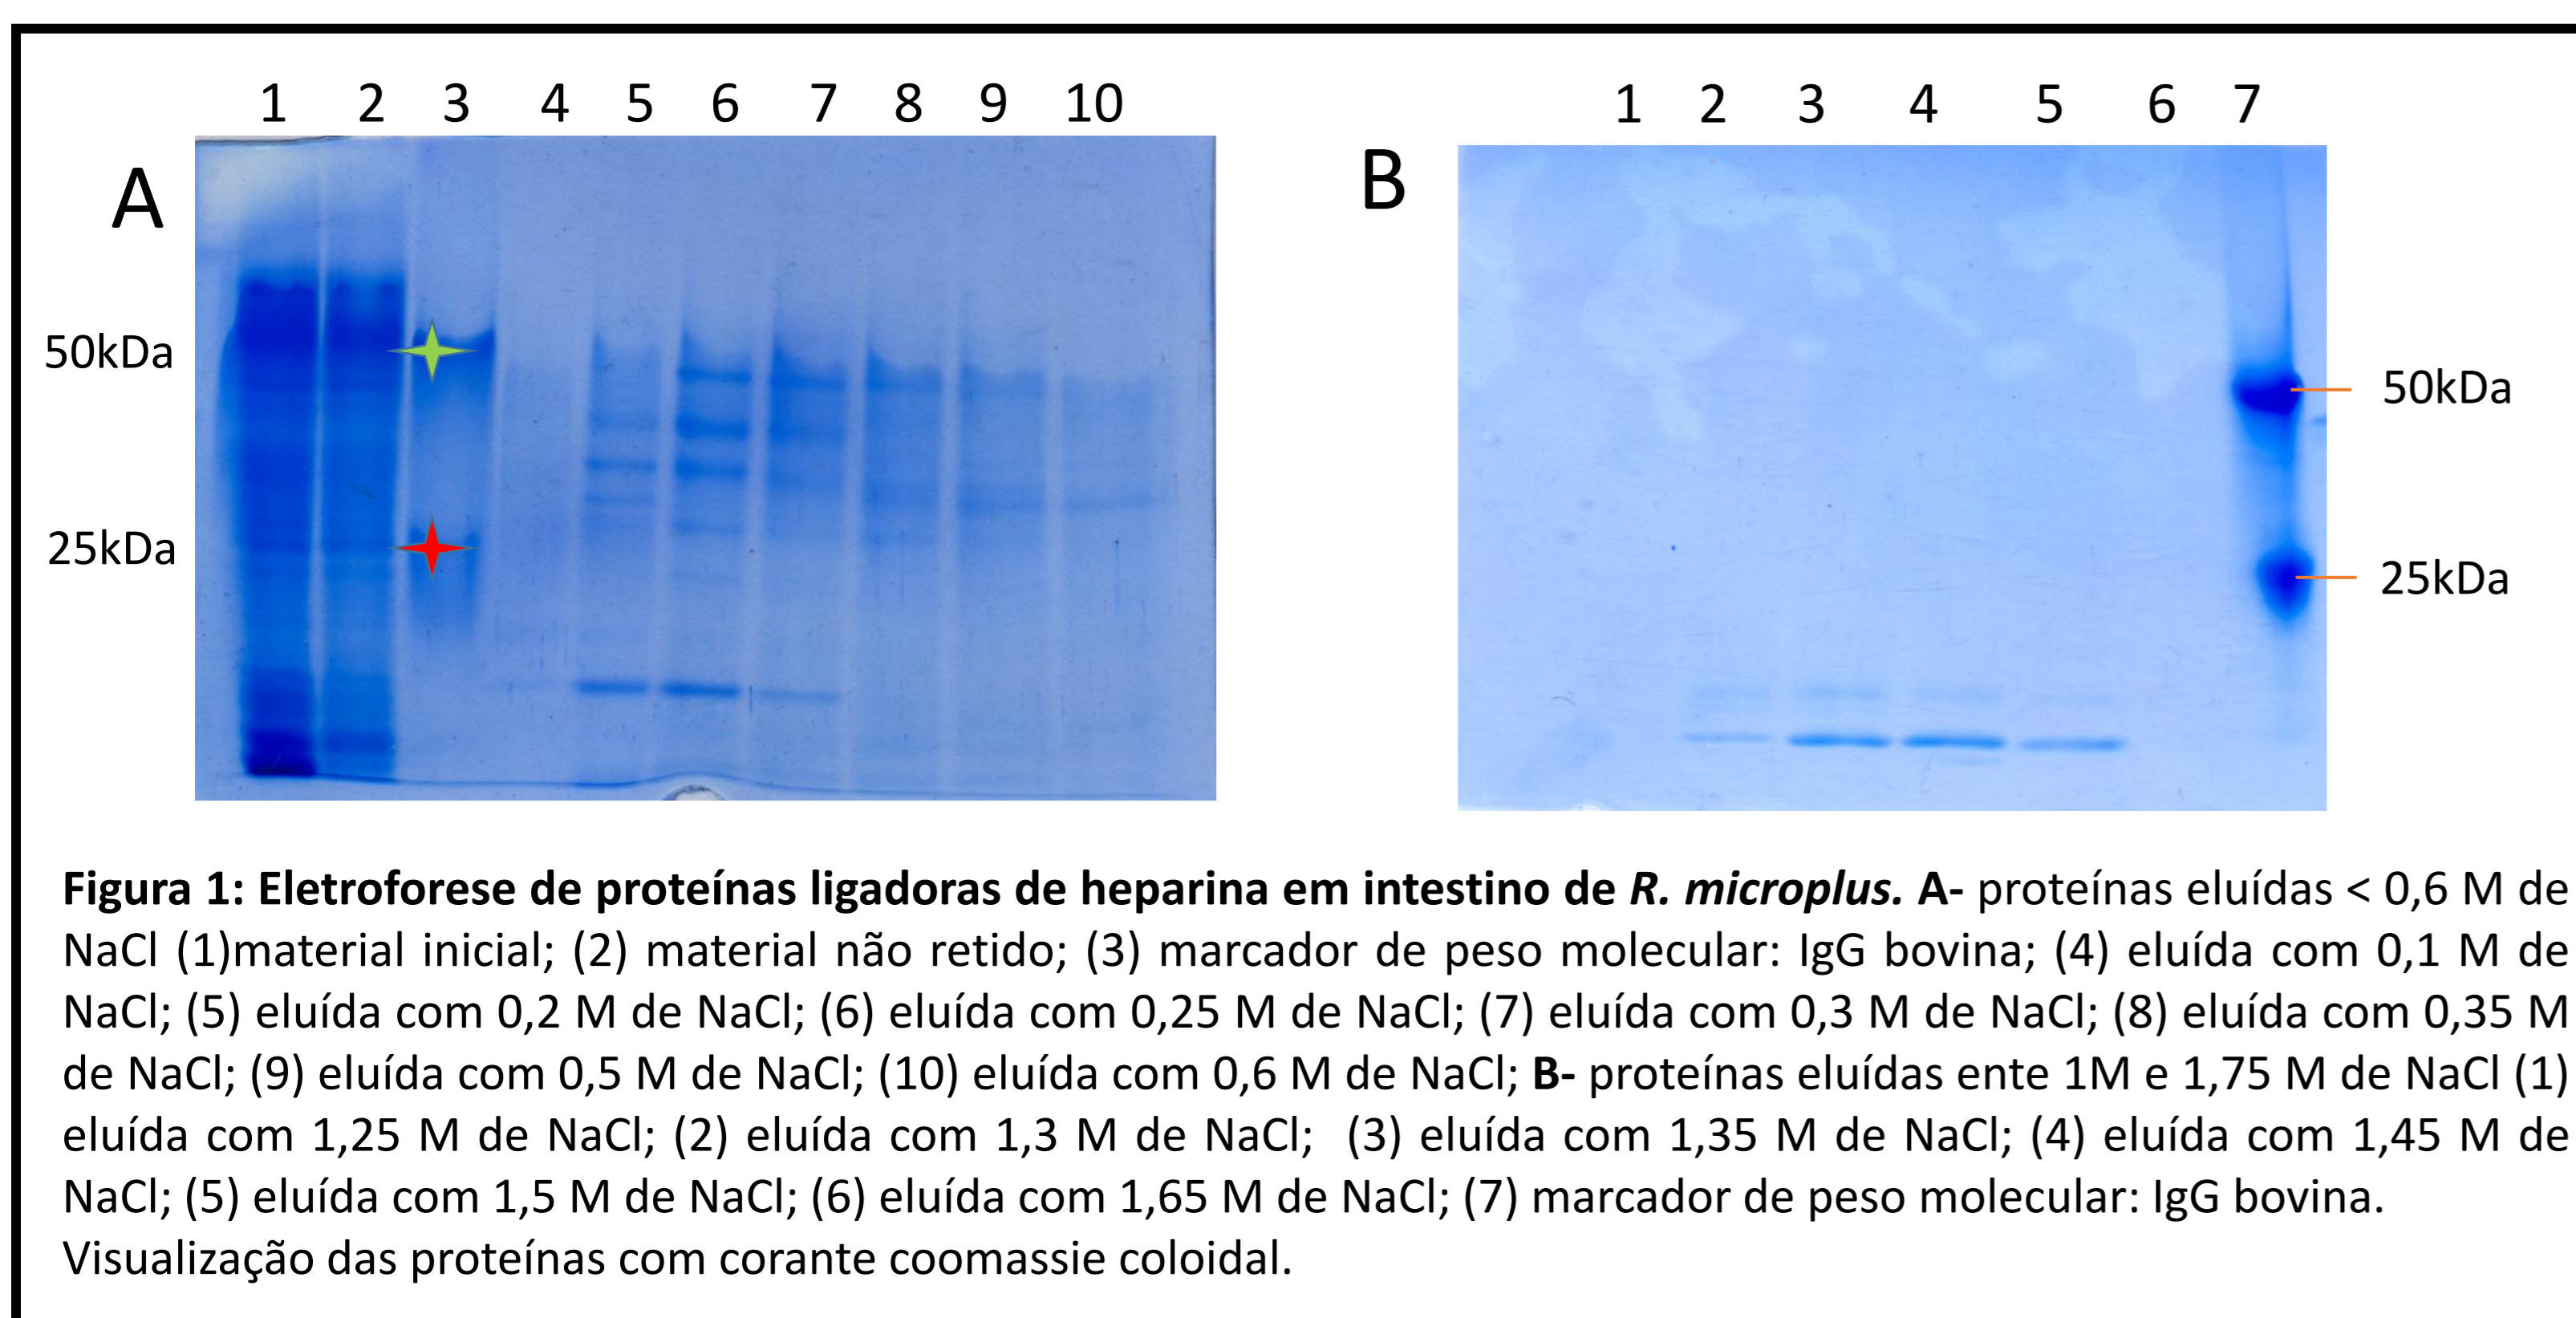 1 2 3 4 5 6 7 8 9 10
1 2 3 4 5 6 7
A
B
50kDa
25kDa
50kDa
25kDa
Figura 1: Eletroforese de proteínas ligadoras de heparina em intestino de R. microplus. A- proteínas eluídas < 0,6 M de
NaCl (1)material inicial; (2) material não retido; (3) marcador de peso molecular: IgG bovina; (4) eluída com 0,1 M de
NaCl; (5) eluída com 0,2 M de NaCl; (6) eluída com 0,25 M de NaCl; (7) eluída com 0,3 M de NaCl; (8) eluída com 0,35 M
de NaCl; (9) eluída com 0,5 M de NaCl; (10) eluída com 0,6 M de NaCl; B- proteínas eluídas ente 1M e 1,75 M de NaCl (1)
eluída com 1,25 M de NaCl; (2) eluída com 1,3 M de NaCl; (3) eluída com 1,35 M de NaCl; (4) eluída com 1,45 M de
NaCl; (5) eluída com 1,5 M de NaCl; (6) eluída com 1,65 M de NaCl; (7) marcador de peso molecular: IgG bovina.
Visualização das proteínas com corante coomassie coloidal.